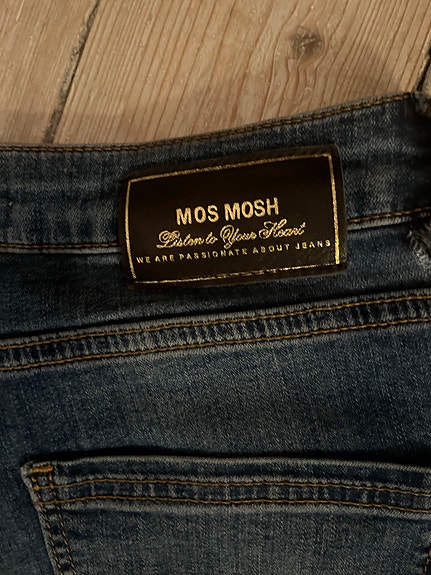 MOS MOSH
Listen to Your Heart
WE ARE PASSIONATE ABOUT JEANS